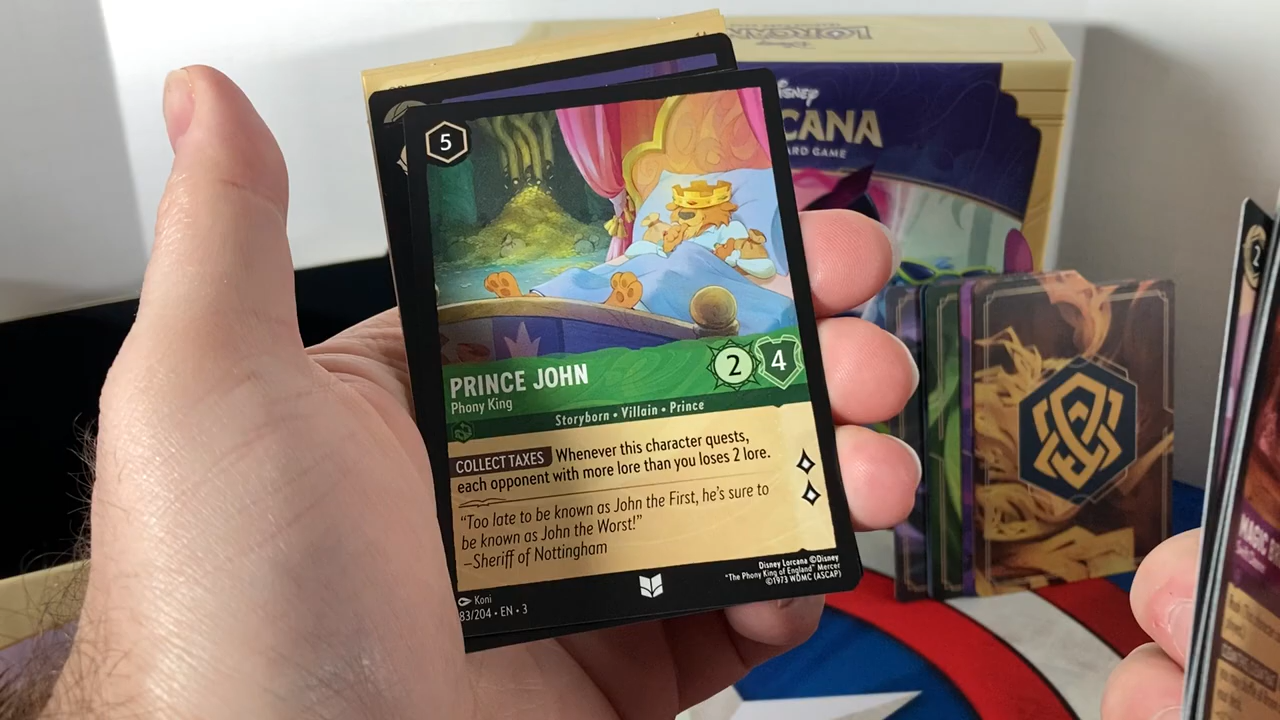 LORCANA
DISNEY
CANA
ARD GAME
5
2
4
PRINCE JOHN
Phony King
Storyborn • Villain • Prince
COLLECT TAXES Whenever this character quests,
each opponent with more lore than you loses 2 lore.
“Too late to be known as John the First, he’s sure to
be known as John the Worst!”
–Sheriff of Nottingham
Disney Lorcana ©Disney
“The Phony King of England” Mercer
©1973 WDMC (ASCAP)
Koni
83/204 • EN • 3
2
MAGIC